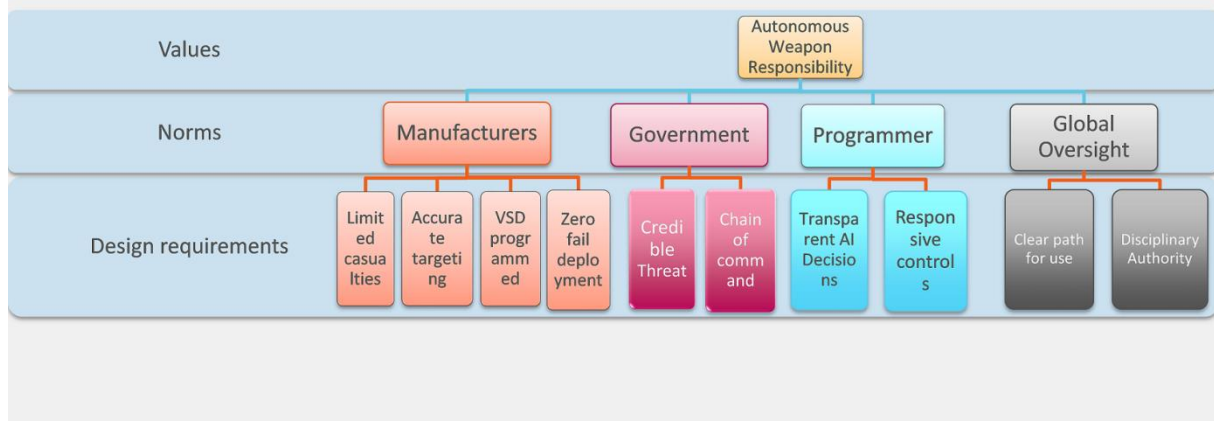 Values
Autonomous
Weapon
Responsibility
Norms
Manufacturers
Government
Programmer
Global
Oversight
Design requirements
Limit
ed
casua
lties
Accura
te
targeti
ng
VSD
progr
amm
ed
Zero
fail
depl
oyment
Credi
ble
Threat
Chain
of
comm
and
Transpa
rent AI
Decisio
ns
Respon
sive
control
s
Clear path
for use
Disciplinary
Authority